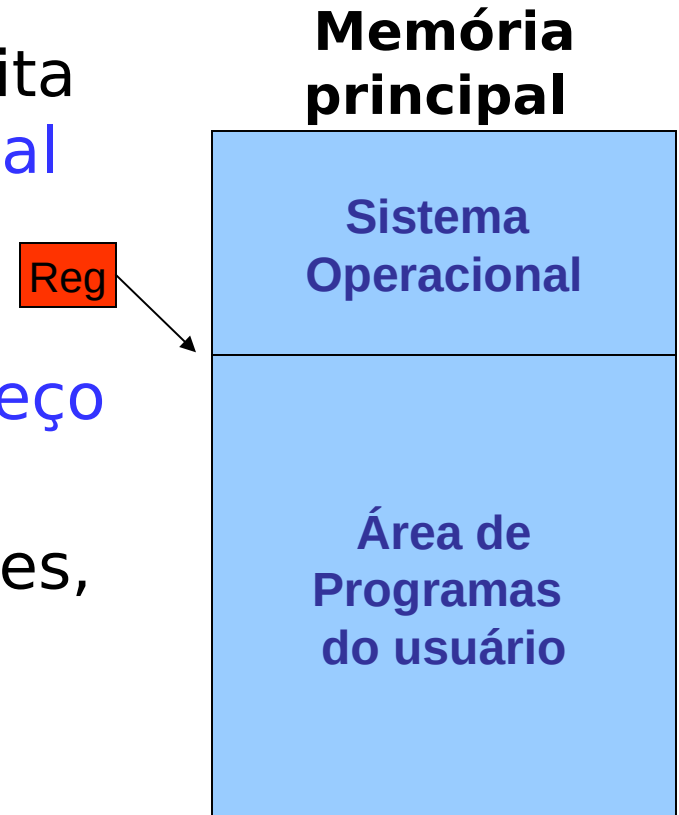 Memória
principal
ita
al
Sistema
Operacional
Reg
eço
Área de
Programas
do usuário
es,